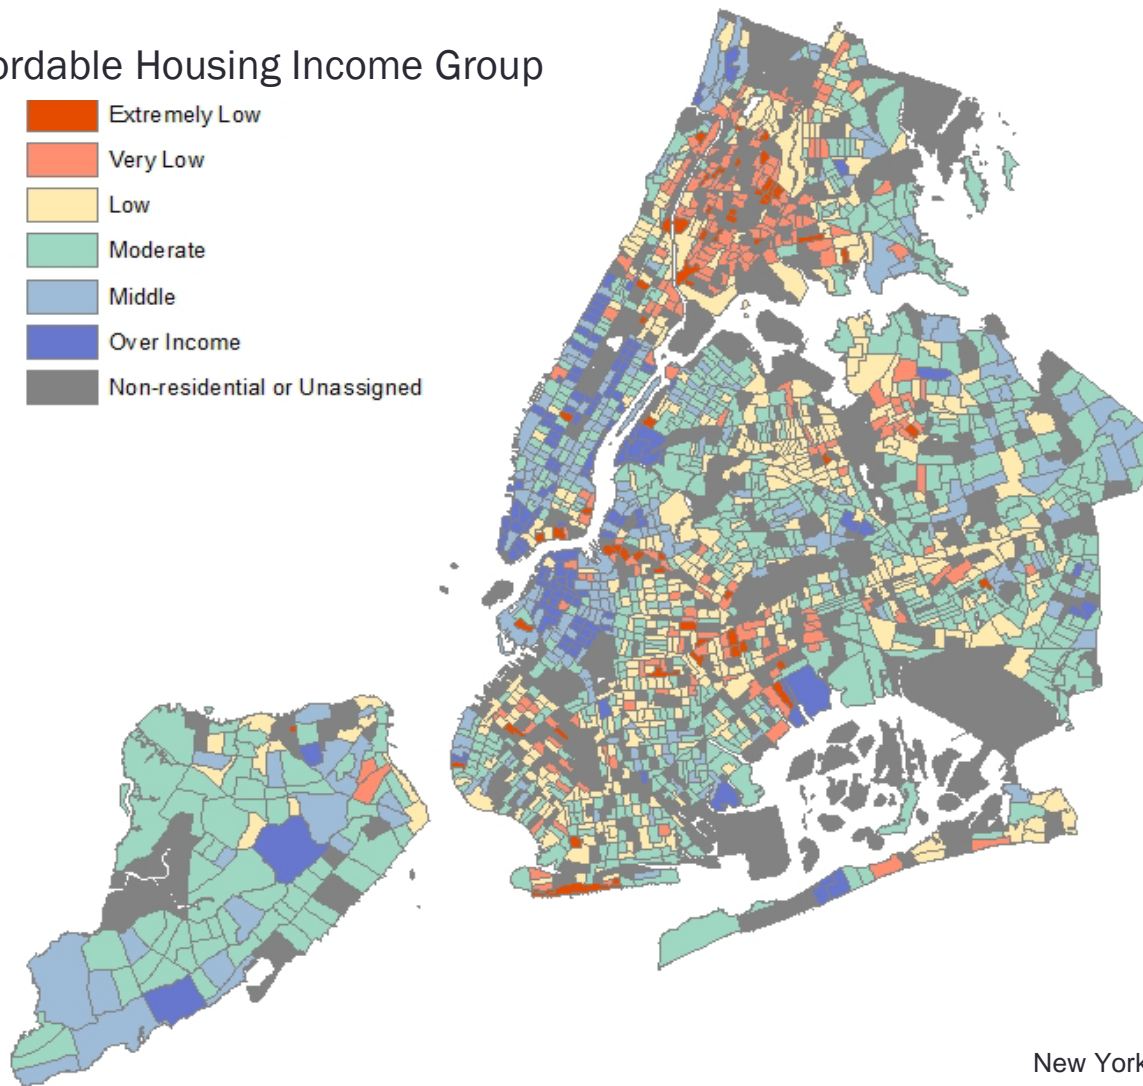 ordable Housing Income Group
Extremely Low
Very Low
Low
Moderate
Middle
Over Income
Non-residential or Unassigned
New York